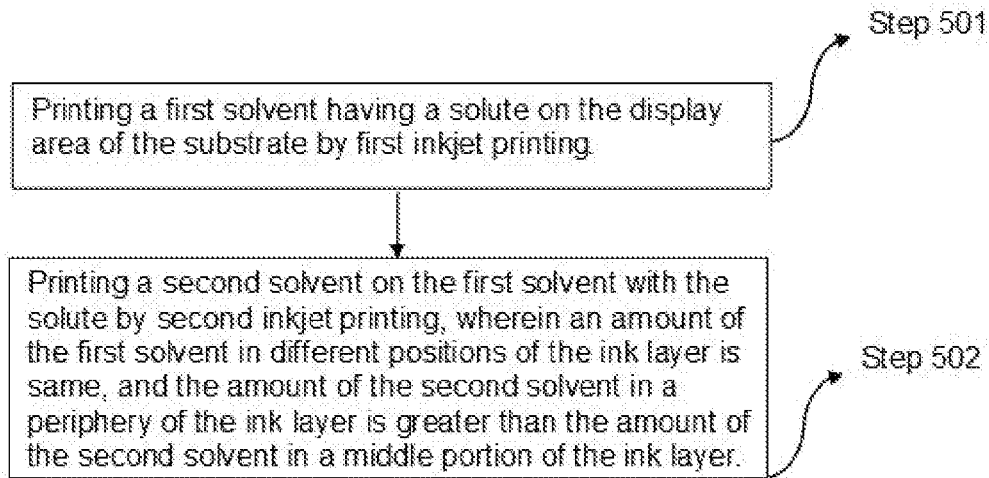 Step 501
Printing a first solvent having a solute on the display
area of the substrate by first inkjet printing.
Printing a second solvent on the first solvent with the
solute by second inkjet printing, wherein an amount of
the first solvent in different positions of the ink layer is
same, and the amount of the second solvent in a
periphery of the ink layer is greater than the amount of
the second solvent in a middle portion of the ink layer.
Step 502